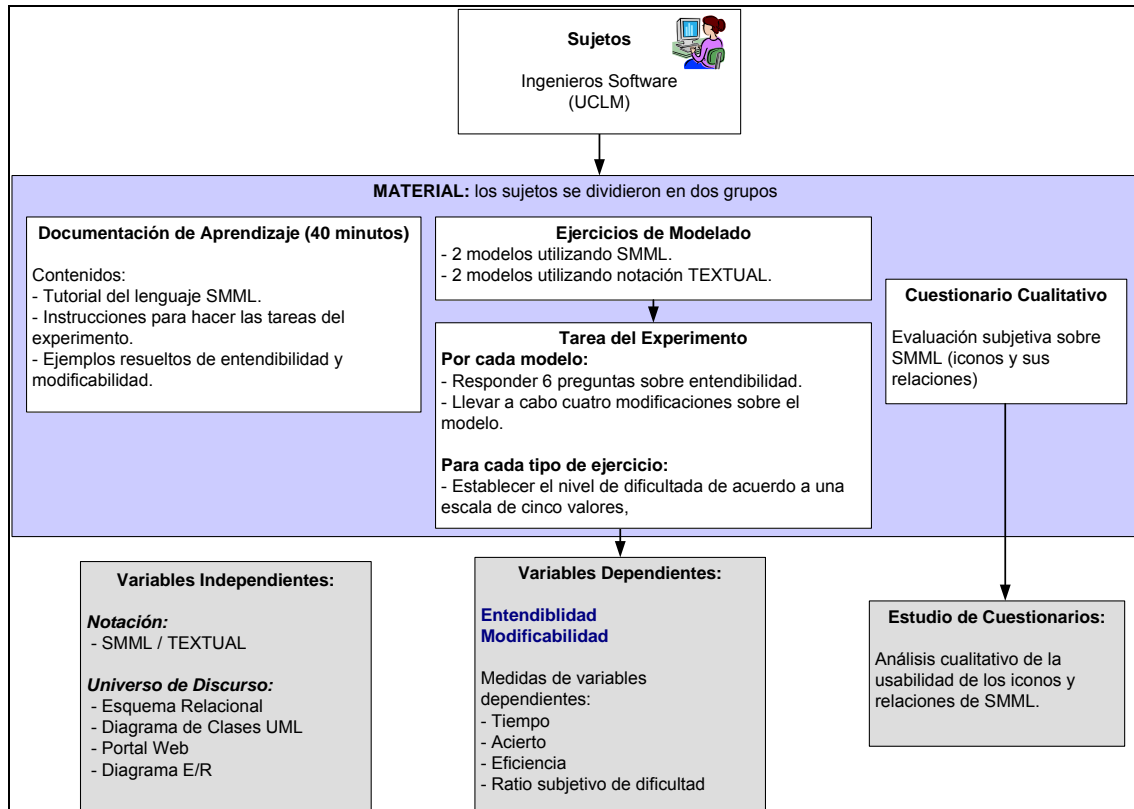 Sujetos
Ingenieros Software
(UCLM)
MATERIAL: los sujetos se dividieron en dos grupos
Documentación de Aprendizaje (40 minutos)
Contenidos:
- Tutorial del lenguaje SMML.
- Instrucciones para hacer las tareas del
experimento.
- Ejemplos resueltos de entendibilidad y
modificabilidad.
Ejercicios de Modelado
- 2 modelos utilizando SMML.
- 2 modelos utilizando notación TEXTUAL.
Tarea del Experimento
Por cada modelo:
- Responder 6 preguntas sobre entendibilidad.
- Llevar a cabo cuatro modificaciones sobre el
modelo.
Para cada tipo de ejercicio:
- Establecer el nivel de dificultada de acuerdo a una
escala de cinco valores,
Cuestionario Cualitativo
Evaluación subjetiva sobre
SMML (iconos y sus
relaciones)
Variables Independientes:
Notación:
- SMML / TEXTUAL
Universo de Discurso:
- Esquema Relacional
- Diagrama de Clases UML
- Portal Web
- Diagrama E/R
Variables Dependientes:
Entendiblidad
Modificabilidad
Medidas de variables
dependientes:
- Tiempo
- Acierto
- Eficiencia
- Ratio subjetivo de dificultad
Estudio de Cuestionarios:
Análisis cualitativo de la
usabilidad de los iconos y
relaciones de SMML.